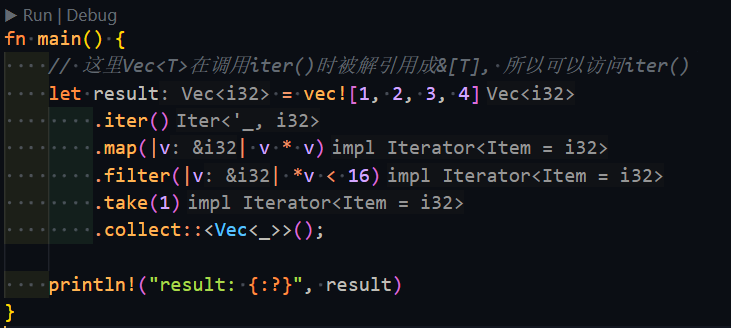 ▶ Run | Debug
fn main() {
    // 这里Vec<T>在调用iter()时被解引用成&[T], 所以可以访问iter()
    let result: Vec<i32> = vec![1, 2, 3, 4] Vec<i32>
        .iter() Iter<'_, i32>
        .map(|v: &i32| v * v) impl Iterator<Item = i32>
        .filter(|v: &i32| *v < 16) impl Iterator<Item = i32>
        .take(1) impl Iterator<Item = i32>
        .collect::<Vec<_>>();
    println!("result: {:?}", result)
}